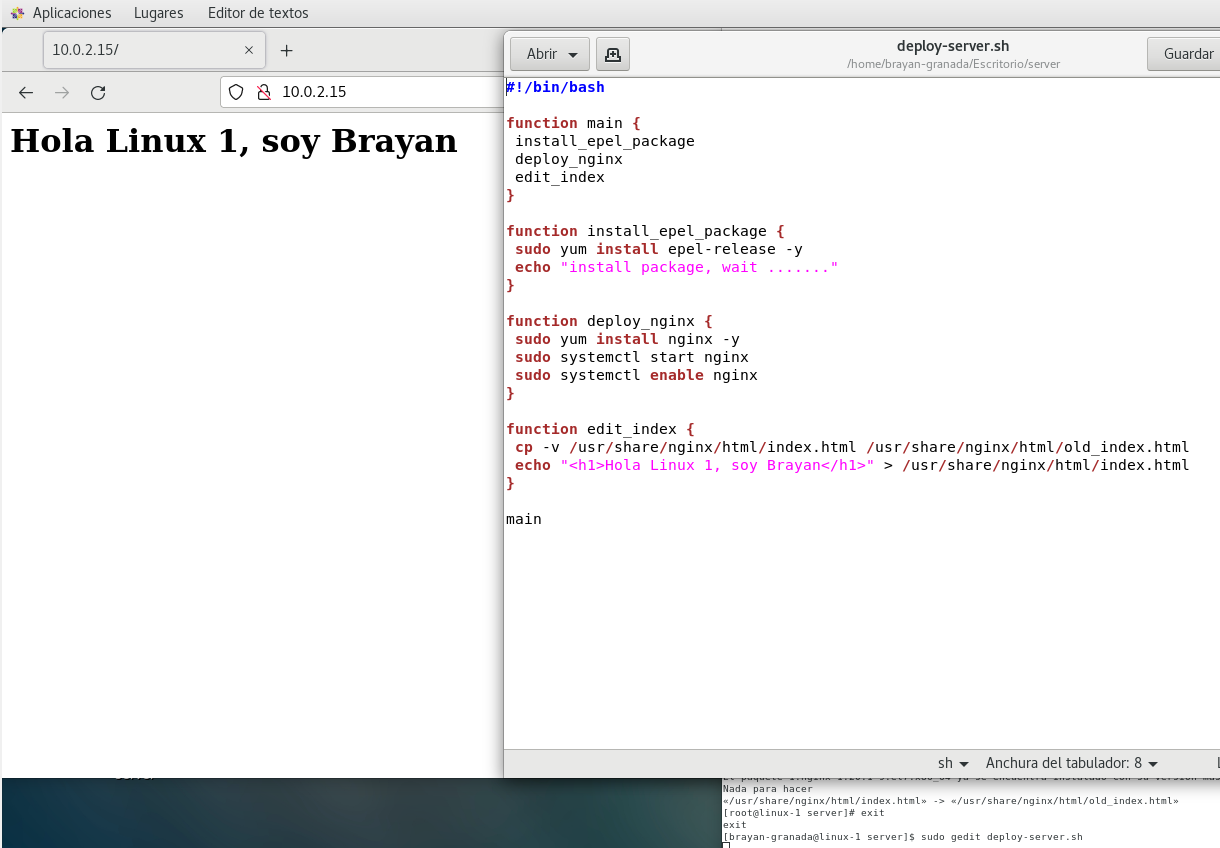 Aplicaciones Lugares Editor de textos
10.0.2.15/
10.0.2.15
Hola Linux 1, soy Brayan
Abrir
deploy-server.sh
/home/brayan-granada/Escritorio/server
Guardar
#!/bin/bash
function main {
install_epel_package
deploy_nginx
edit_index
}
function install_epel_package {
sudo yum install epel-release -y
echo "install package, wait ......."
}
function deploy_nginx {
sudo yum install nginx -y
sudo systemctl start nginx
sudo systemctl enable nginx
}
function edit_index {
cp -v /usr/share/nginx/html/index.html /usr/share/nginx/html/old_index.html
echo "<h1>Hola Linux 1, soy Brayan</h1>" > /usr/share/nginx/html/index.html
}
main
sh Anchura del tabulador: 8
Nada para hacer
«/usr/share/nginx/html/index.html» -> «/usr/share/nginx/html/old_index.html»
[root@linux-1 server]# exit
exit
[brayan-granada@linux-1 server]$ sudo gedit deploy-server.sh